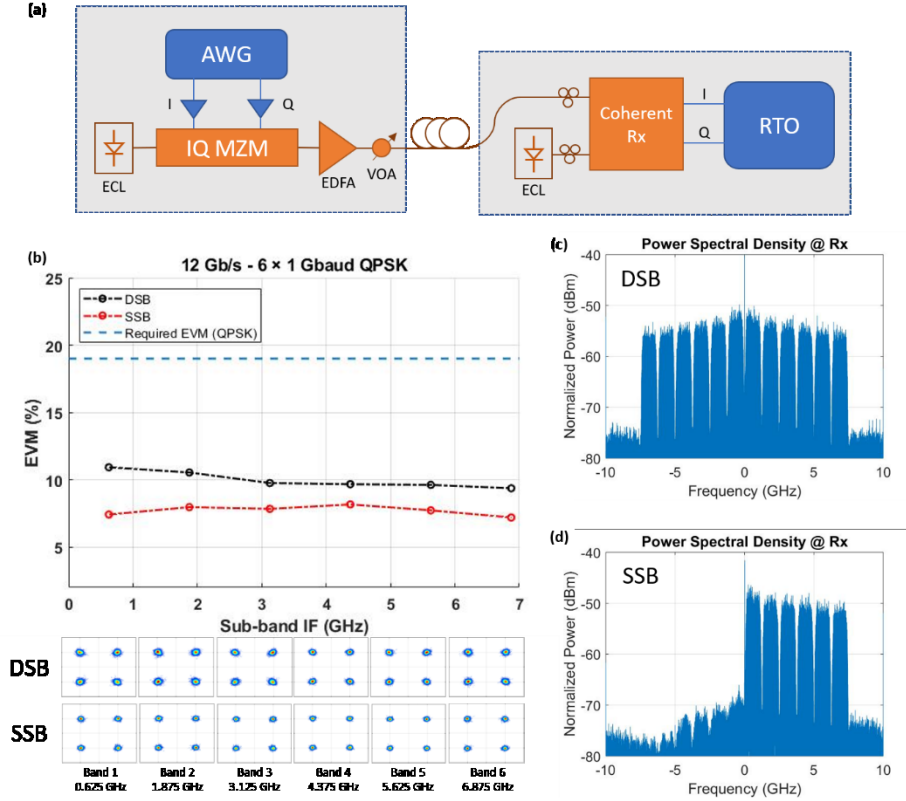 (a)
AWG
I
Q
ECL
IQ MZM
EDFA
VOA
ECL
Coherent
Rx
I
Q
RTO
(b)
12 Gb/s - 6 × 1 Gbaud QPSK
DSB
SSB
Required EVM (QPSK)
25
20
15
10
5
EVM (%)
0 1 2 3 4 5 6 7
Sub-band IF (GHz)
DSB
SSB
Band 1 Band 2 Band 3 Band 4 Band 5 Band 6
0.625 GHz 1.875 GHz 3.125 GHz 4.375 GHz 5.625 GHz 6.875 GHz
(c)
Power Spectral Density @ Rx
DSB
-40
-50
-60
-70
-80
Normalized Power (dBm)
-10 -5 0 5 10
Frequency (GHz)
(d)
Power Spectral Density @ Rx
SSB
-40
-50
-60
-70
-80
Normalized Power (dBm)
-10 -5 0 5 10
Frequency (GHz)